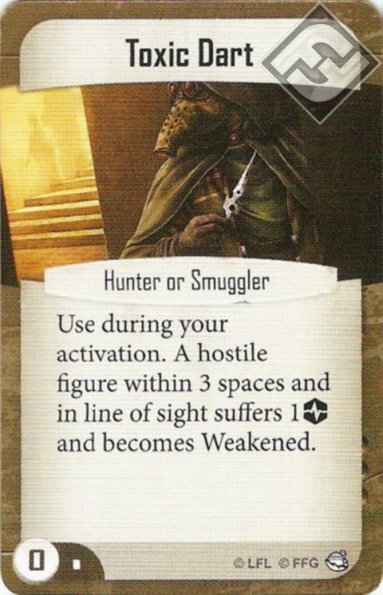 Toxic Dart
Hunter or Smuggler
Use during your
activation. A hostile
figure within 3 spaces and
in line of sight suffers 1
and becomes Weakened.
0
© LFL © FFG